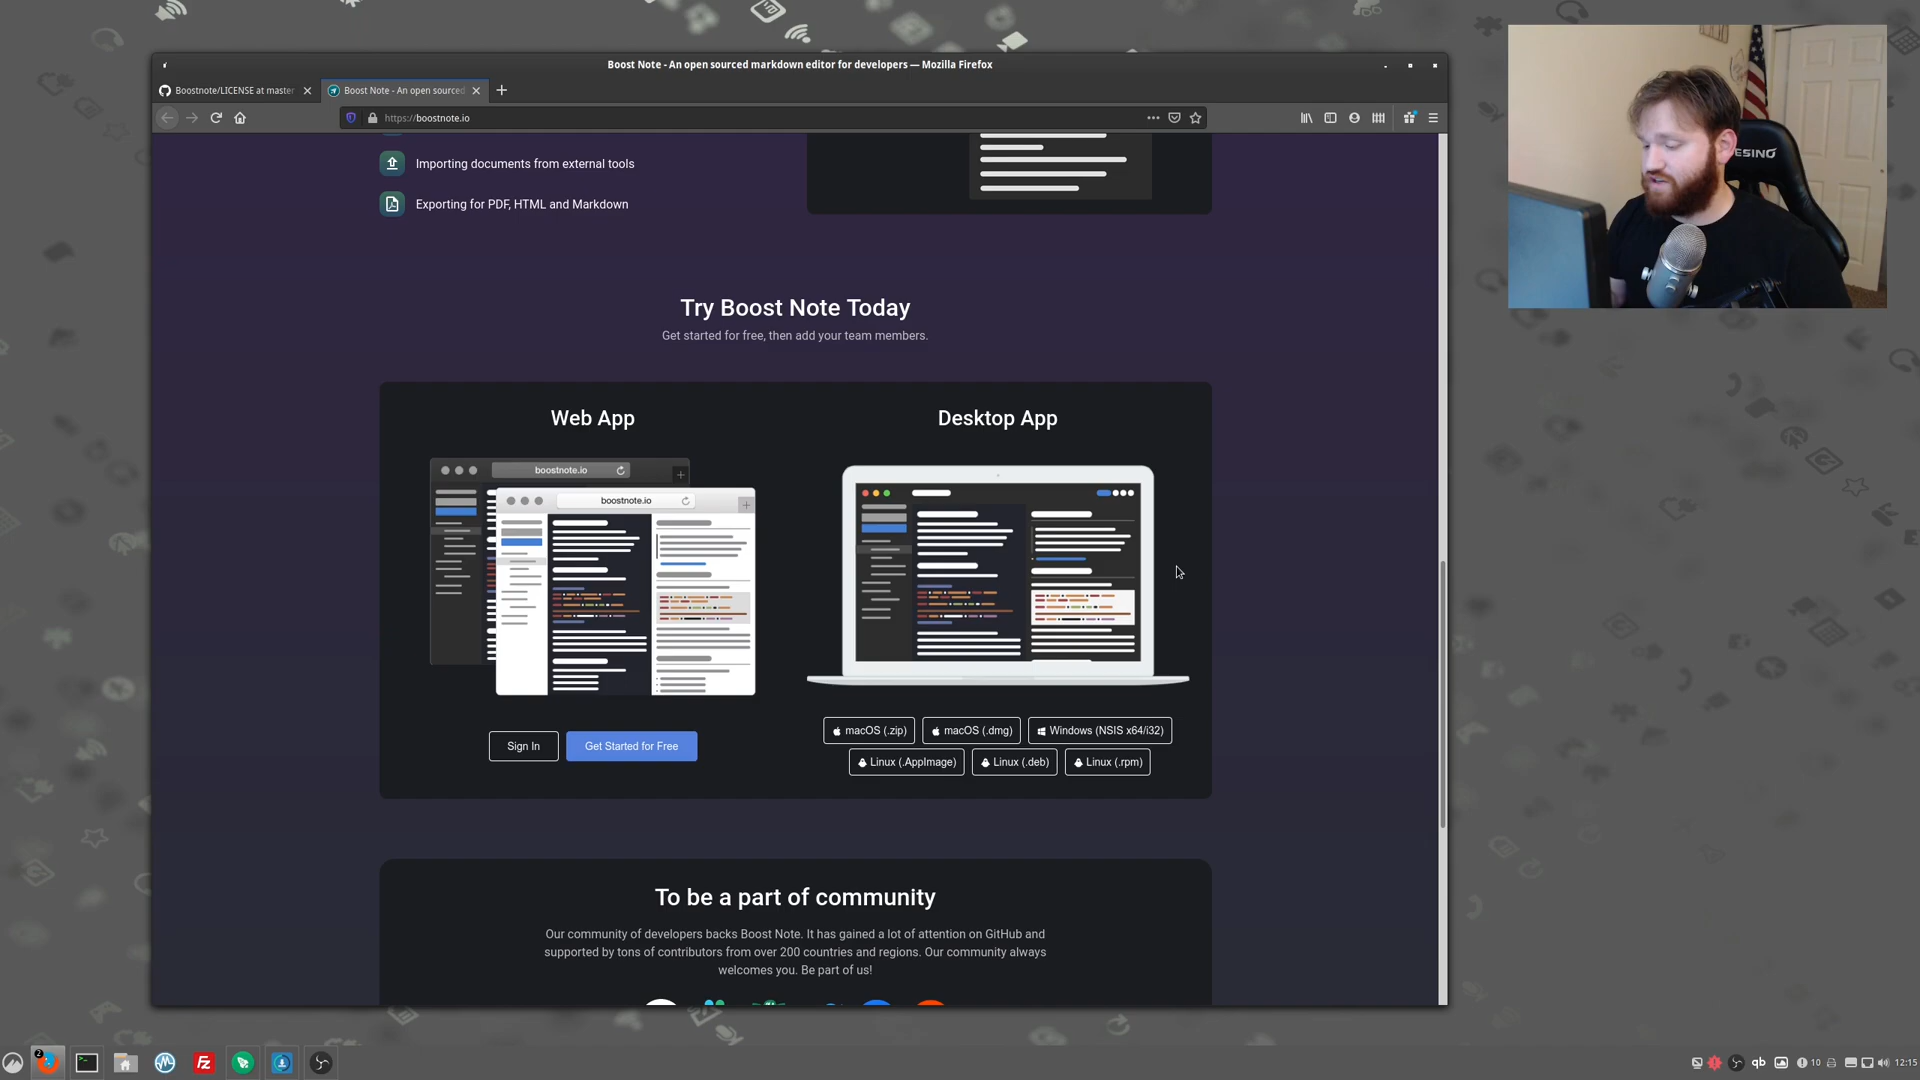 Boost Note - An open sourced markdown editor for developers — Mozilla Firefox
Boostnote/LICENSE at master
Boost Note - An open sourced
https://boostnote.io
Importing documents from external tools
Exporting for PDF, HTML and Markdown
Try Boost Note Today
Get started for free, then add your team members.
Web App
Desktop App
boostnote.io
boostnote.io
Sign In
Get Started for Free
macOS (.zip)
macOS (.dmg)
Windows (NSIS x64/i32)
Linux (.AppImage)
Linux (.deb)
Linux (.rpm)
To be a part of community
Our community of developers backs Boost Note. It has gained a lot of attention on GitHub and
supported by tons of contributors from over 200 countries and regions. Our community always
welcomes you. Be part of us!
ESINO
2
Fz
qb
10
12:15